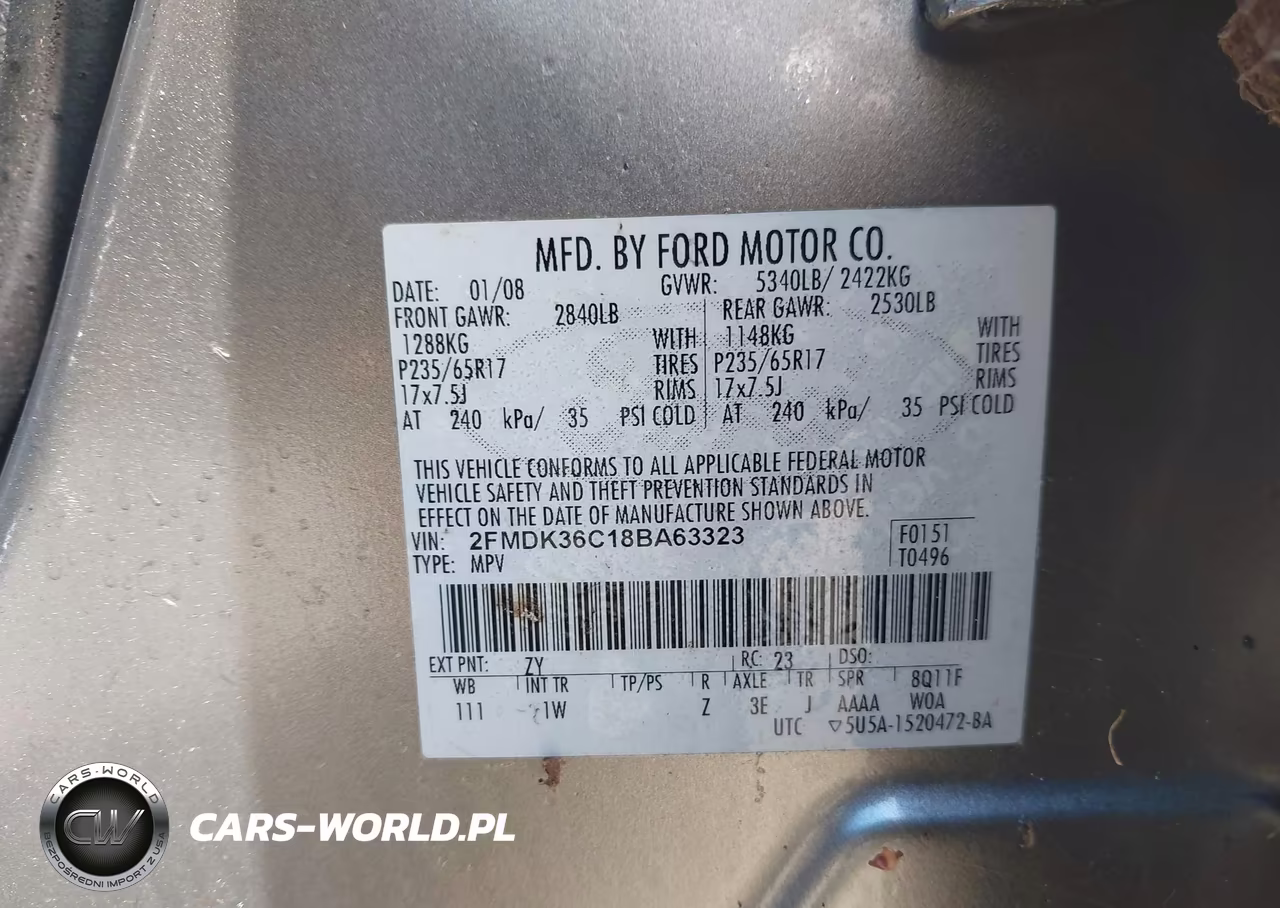 MFD. BY FORD MOTOR CO.
DATE: 01/08 GVWR: 5340LB/ 2422KG
FRONT GAWR: 2840LB REAR GAWR: 2530LB
1288KG WITH 1148KG WITH
P235/65R17 TIRES P235/65R17 TIRES
17x7.5J RIMS 17x7.5J RIMS
AT 240 kPa/ 35 PSI COLD AT 240 kPa/ 35 PSI COLD
THIS VEHICLE CONFORMS TO ALL APPLICABLE FEDERAL MOTOR
VEHICLE SAFETY AND THEFT PREVENTION STANDARDS IN
EFFECT ON THE DATE OF MANUFACTURE SHOWN ABOVE.
VIN: 2FMDK36C18BA63323 F0151
TYPE: MPV T0496
EXT PNT: ZY RC: 23 DSO:
WB INT TR TP/PS R AXLE TR SPR 8Q11F
111 1W Z 3E J AAAA WOA
UTC ▽5U5A-1520472-BA
CARS-WORLD
CW
BEZPOŚREDNI IMPORT Z USA
CARS-WORLD.PL